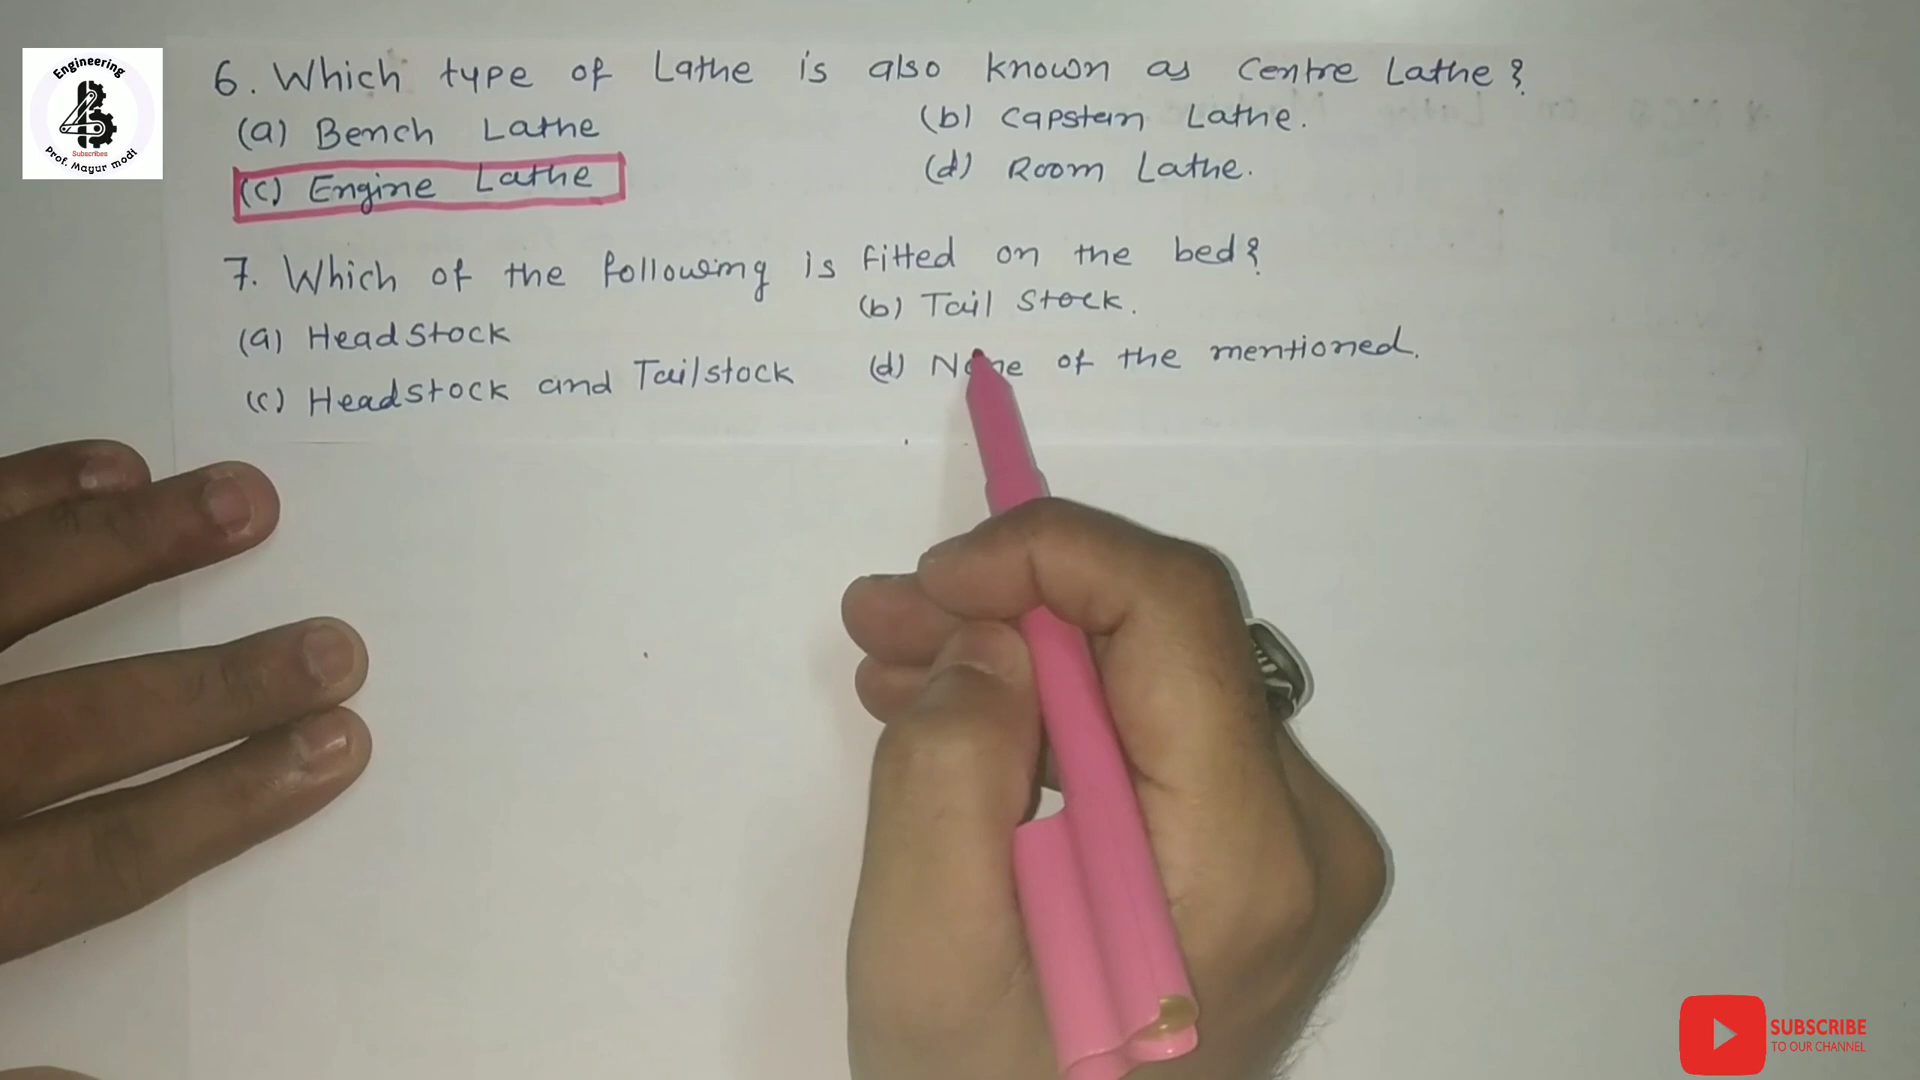 Engineering
Subscribes
Prof. Mayur modi
6. Which type of Lathe is also known as Centre Lathe?
(a) Bench Lathe
(b) Capstan Lathe.
(c) Engine Lathe
(d) Room Lathe.
7. Which of the following is fitted on the bed?
(a) Headstock
(b) Tail Stock.
(c) Headstock and Tailstock
(d) None of the mentioned.
SUBSCRIBE
TO OUR CHANNEL